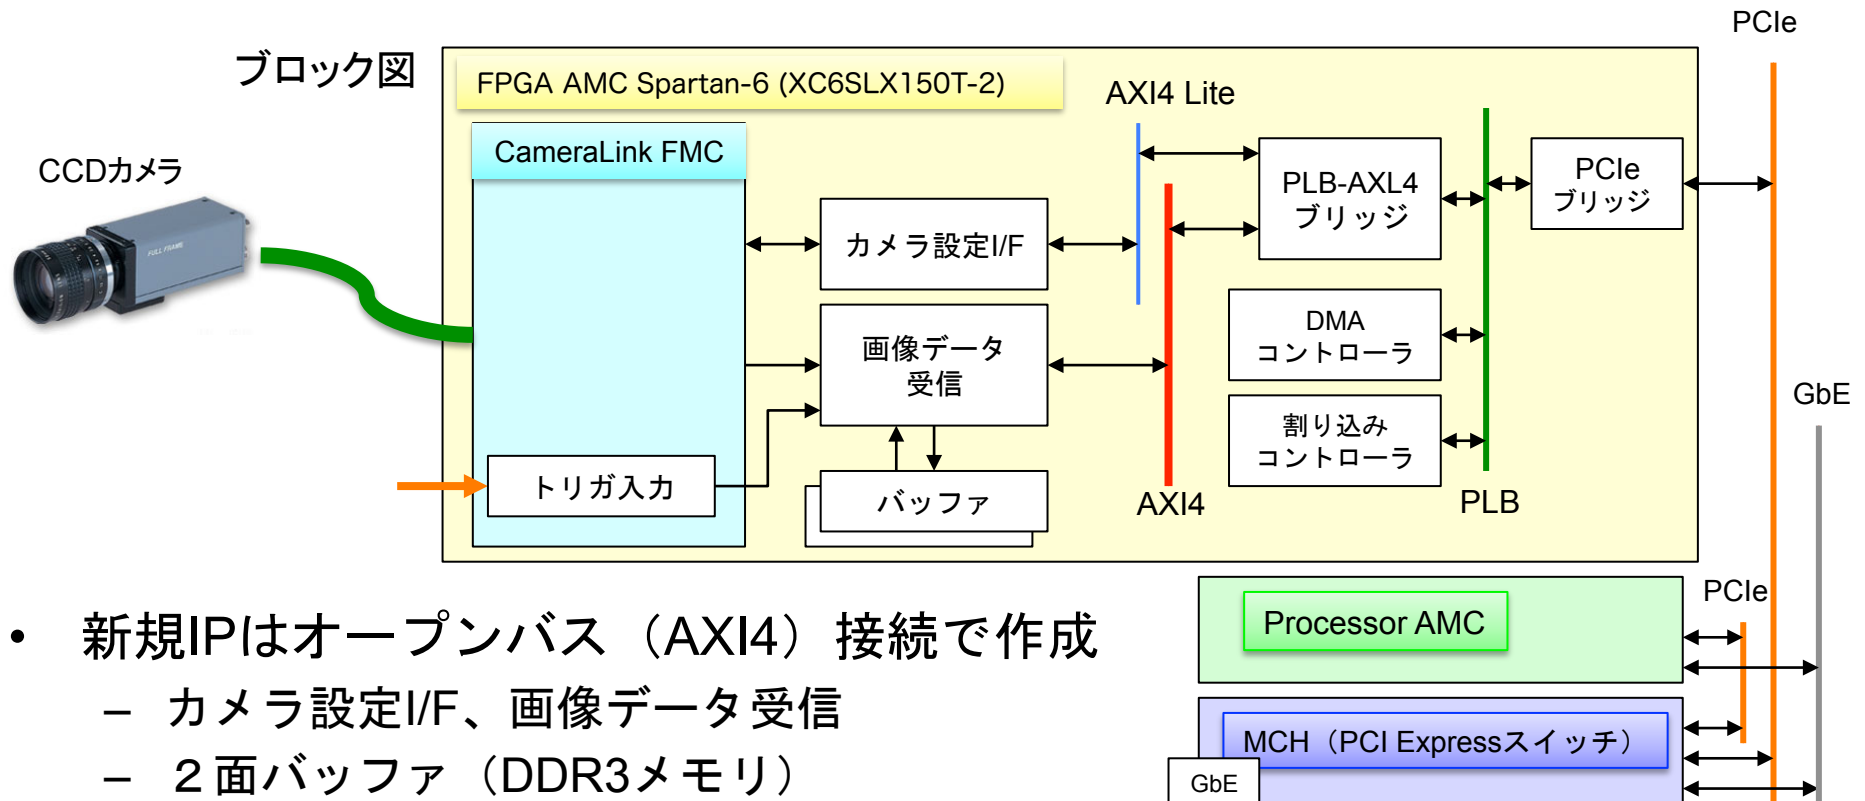 PCIe
ブロック図
FPGA AMC Spartan-6 (XC6SLX150T-2)
AXI4 Lite
CameraLink FMC
CCDカメラ
FULL FRAME
PLB-AXL4
ブリッジ
PCIe
ブリッジ
カメラ設定I/F
画像データ
受信
DMA
コントローラ
GbE
割り込み
コントローラ
トリガ入力
バッファ
AXI4
PLB
PCIe
Processor AMC
• 新規IPはオープンバス（AXI4）接続で作成
– カメラ設定I/F、画像データ受信
MCH（PCI Expressスイッチ）
– ２面バッファ（DDR3メモリ）
GbE